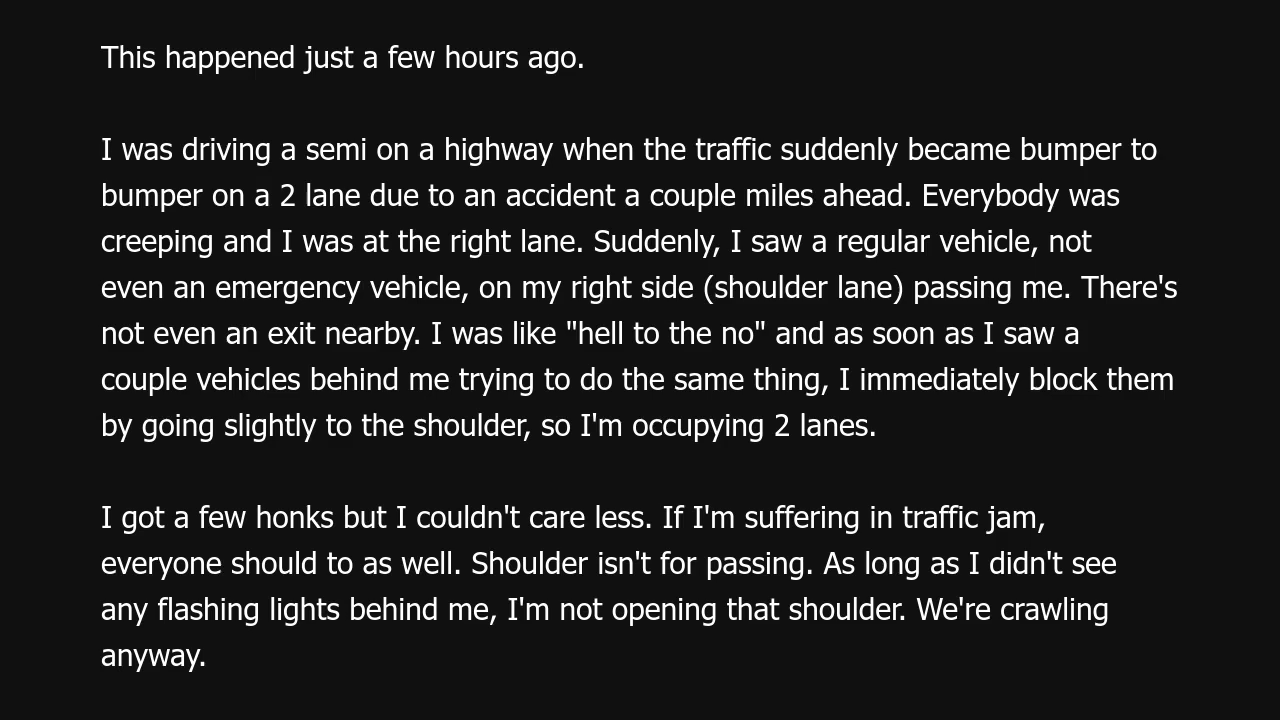 This happened just a few hours ago.
I was driving a semi on a highway when the traffic suddenly became bumper to
bumper on a 2 lane due to an accident a couple miles ahead. Everybody was
creeping and I was at the right lane. Suddenly, I saw a regular vehicle, not
even an emergency vehicle, on my right side (shoulder lane) passing me. There's
not even an exit nearby. I was like "hell to the no" and as soon as I saw a
couple vehicles behind me trying to do the same thing, I immediately block them
by going slightly to the shoulder, so I'm occupying 2 lanes.
I got a few honks but I couldn't care less. If I'm suffering in traffic jam,
everyone should to as well. Shoulder isn't for passing. As long as I didn't see
any flashing lights behind me, I'm not opening that shoulder. We're crawling
anyway.